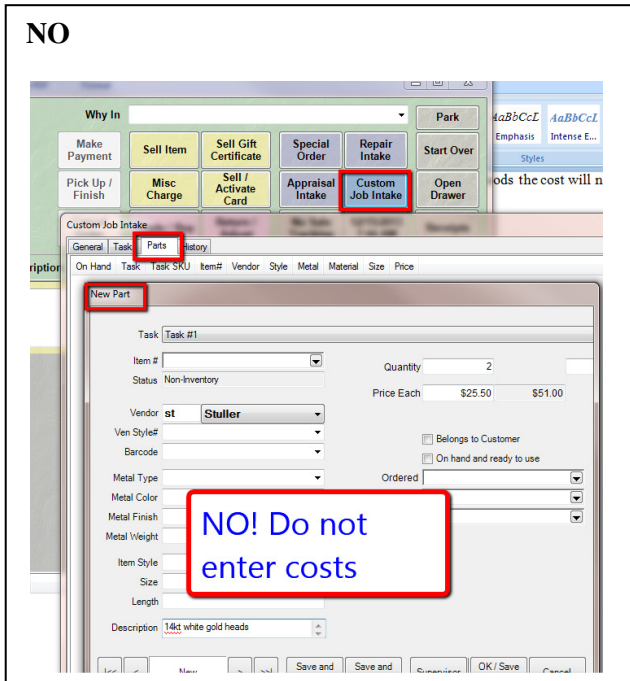 NO
Why In
Park
AaBbCcL AaBbCcL
Emphasis Intense E...
Styles
Make Payment
Sell Item
Sell Gift Certificate
Special Order
Repair Intake
Start Over
Pick Up / Finish
Misc Charge
Sell / Activate Card
Appraisal Intake
Custom Job Intake
Open Drawer
ods the cost will n
Custom Job Intake
General Task Parts History
ription
On Hand Task Task SKU Item# Vendor Style Metal Material Size Price
New Part
Task Task #1
Item #
Quantity 2
Status Non-Inventory
Price Each $25.50 $51.00
Vendor st Stuller
Ven Style#
Belongs to Customer
Barcode
On hand and ready to use
Metal Type
Ordered
Metal Color
Metal Finish
Metal Weight
NO! Do not
enter costs
Item Style
Size
Length
Description 14kt white gold heads
|<< < New > >>|
Save and
Save and
Supervisor
OK / Save
Cancel